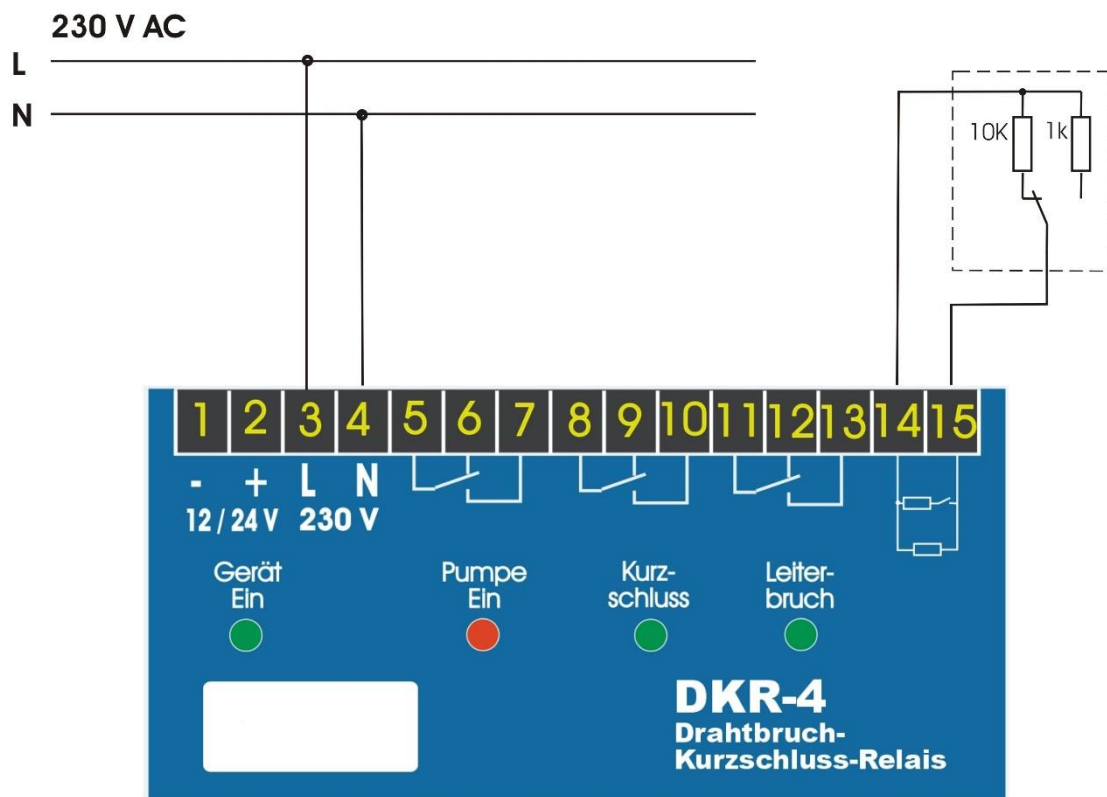 230 V AC
L
N
10K 1k
1 2 3 4 5 6 7 8 9 10 11 12 13 14 15
- + L N
12 / 24 V 230 V
Gerät
Ein
Pumpe
Ein
Kurz-
schluss
Leiter-
bruch
DKR-4
Drahtbruch-
Kurzschluss-Relais